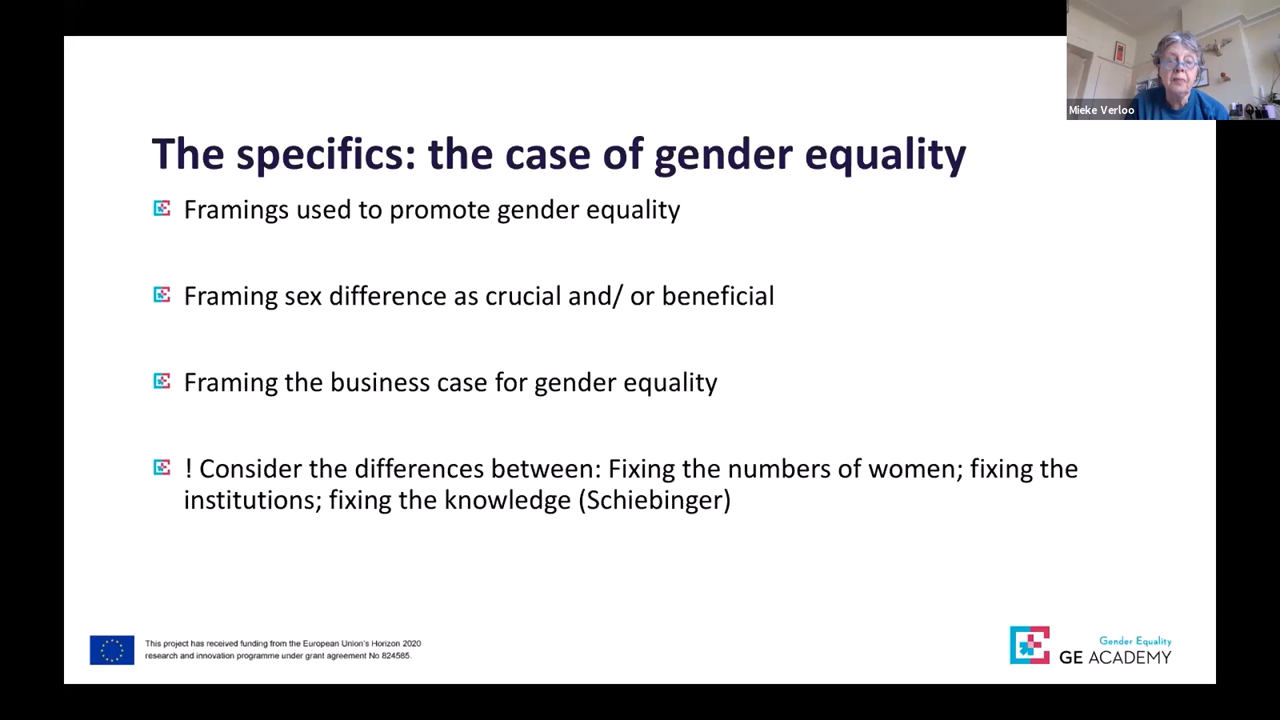 Mieke Verloo
The specifics: the case of gender equality
Framings used to promote gender equality
Framing sex difference as crucial and/ or beneficial
Framing the business case for gender equality
! Consider the differences between: Fixing the numbers of women; fixing the
institutions; fixing the knowledge (Schiebinger)
This project has received funding from the European Union's Horizon 2020
research and innovation programme under grant agreement No 824585.
Gender Equality
GE ACADEMY